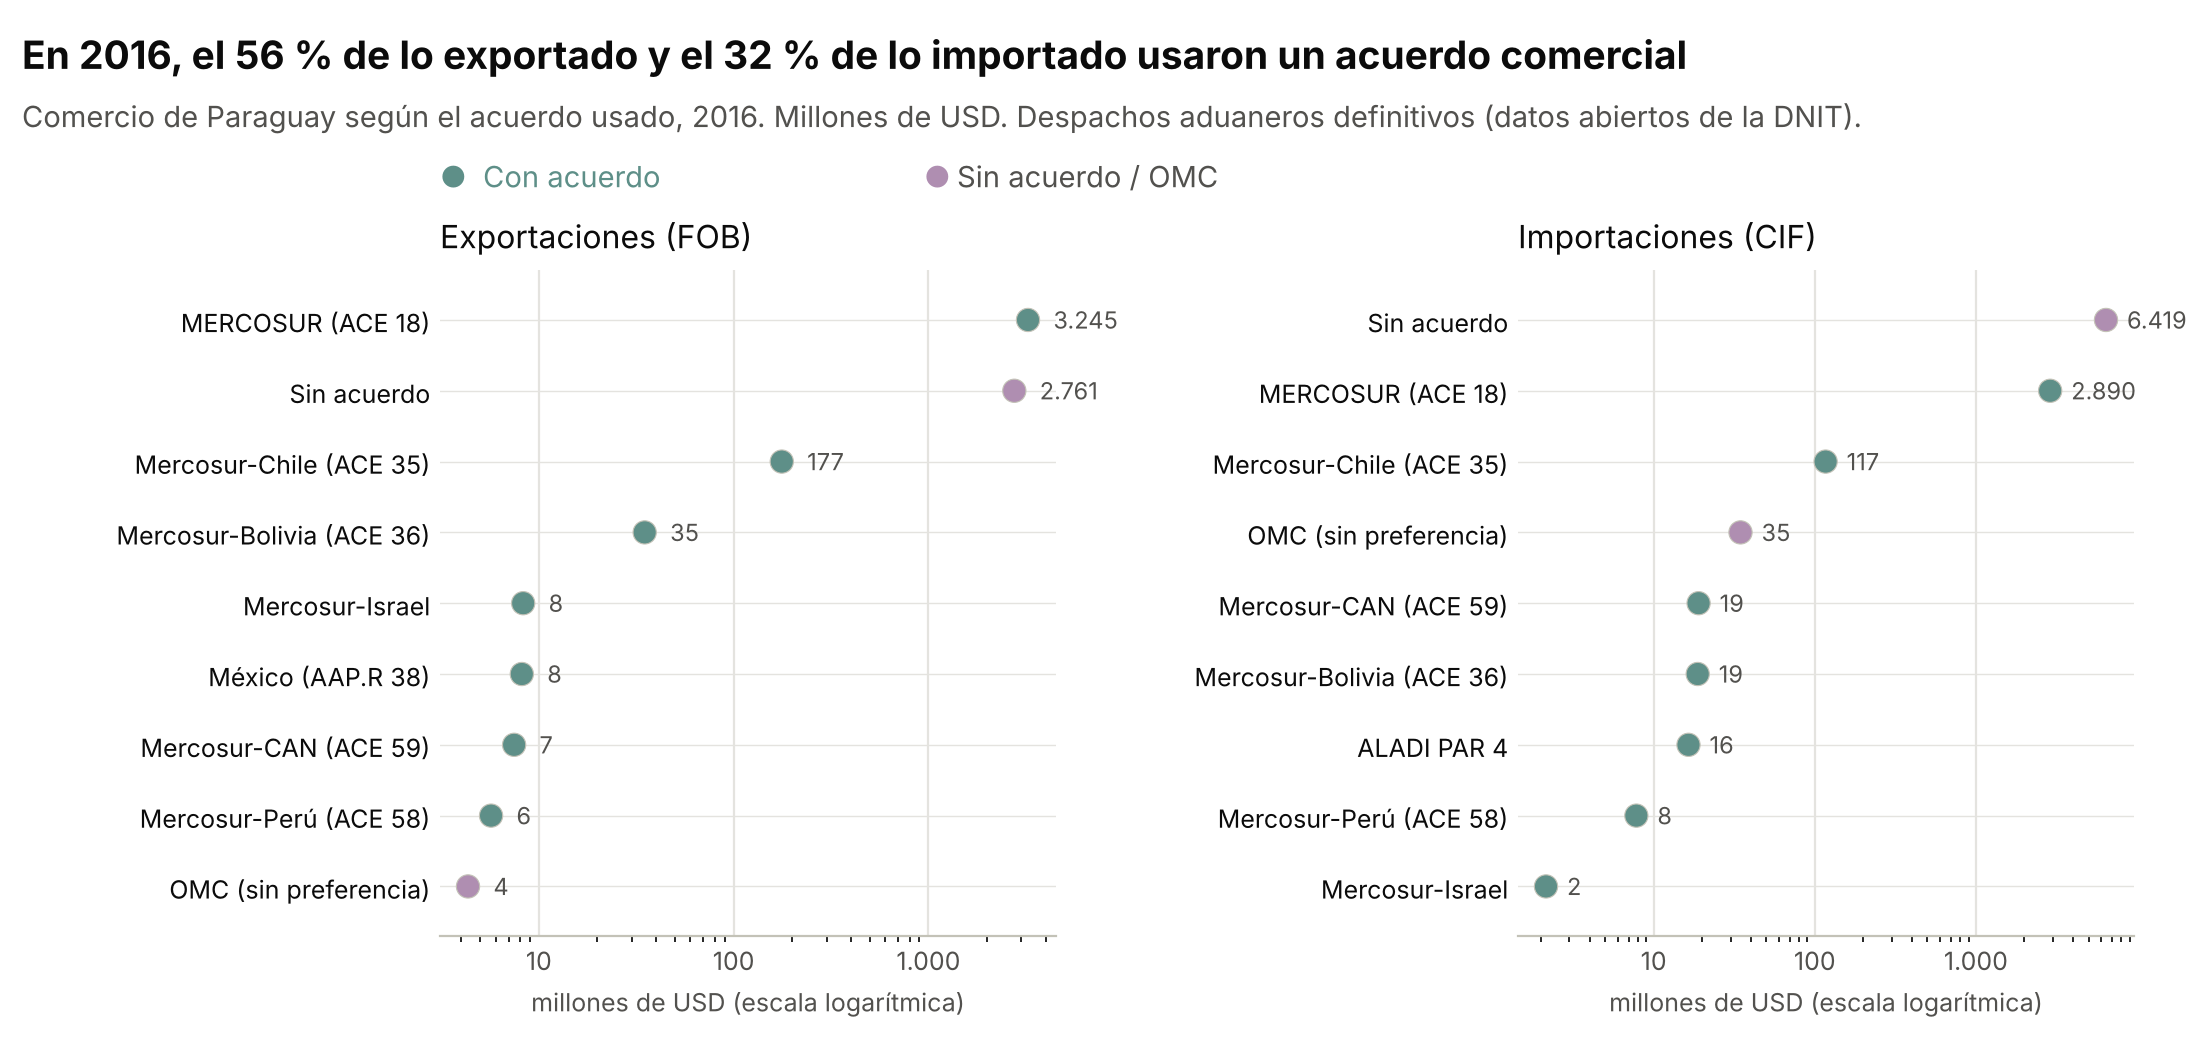 En 2016, el 56 % de lo exportado y el 32 % de lo importado usaron un acuerdo comercial
Comercio de Paraguay según el acuerdo usado, 2016. Millones de USD. Despachos aduaneros definitivos (datos abiertos de la DNIT).
Con acuerdo
Sin acuerdo / OMC
Exportaciones (FOB)
MERCOSUR (ACE 18) 3.245
Sin acuerdo 2.761
Mercosur-Chile (ACE 35) 177
Mercosur-Bolivia (ACE 36) 35
Mercosur-Israel 8
México (AAP.R 38) 8
Mercosur-CAN (ACE 59) 7
Mercosur-Perú (ACE 58) 6
OMC (sin preferencia) 4
10 100 1.000
millones de USD (escala logarítmica)
Importaciones (CIF)
Sin acuerdo 6.419
MERCOSUR (ACE 18) 2.890
Mercosur-Chile (ACE 35) 117
OMC (sin preferencia) 35
Mercosur-CAN (ACE 59) 19
Mercosur-Bolivia (ACE 36) 19
ALADI PAR 4 16
Mercosur-Perú (ACE 58) 8
Mercosur-Israel 2
10 100 1.000
millones de USD (escala logarítmica)